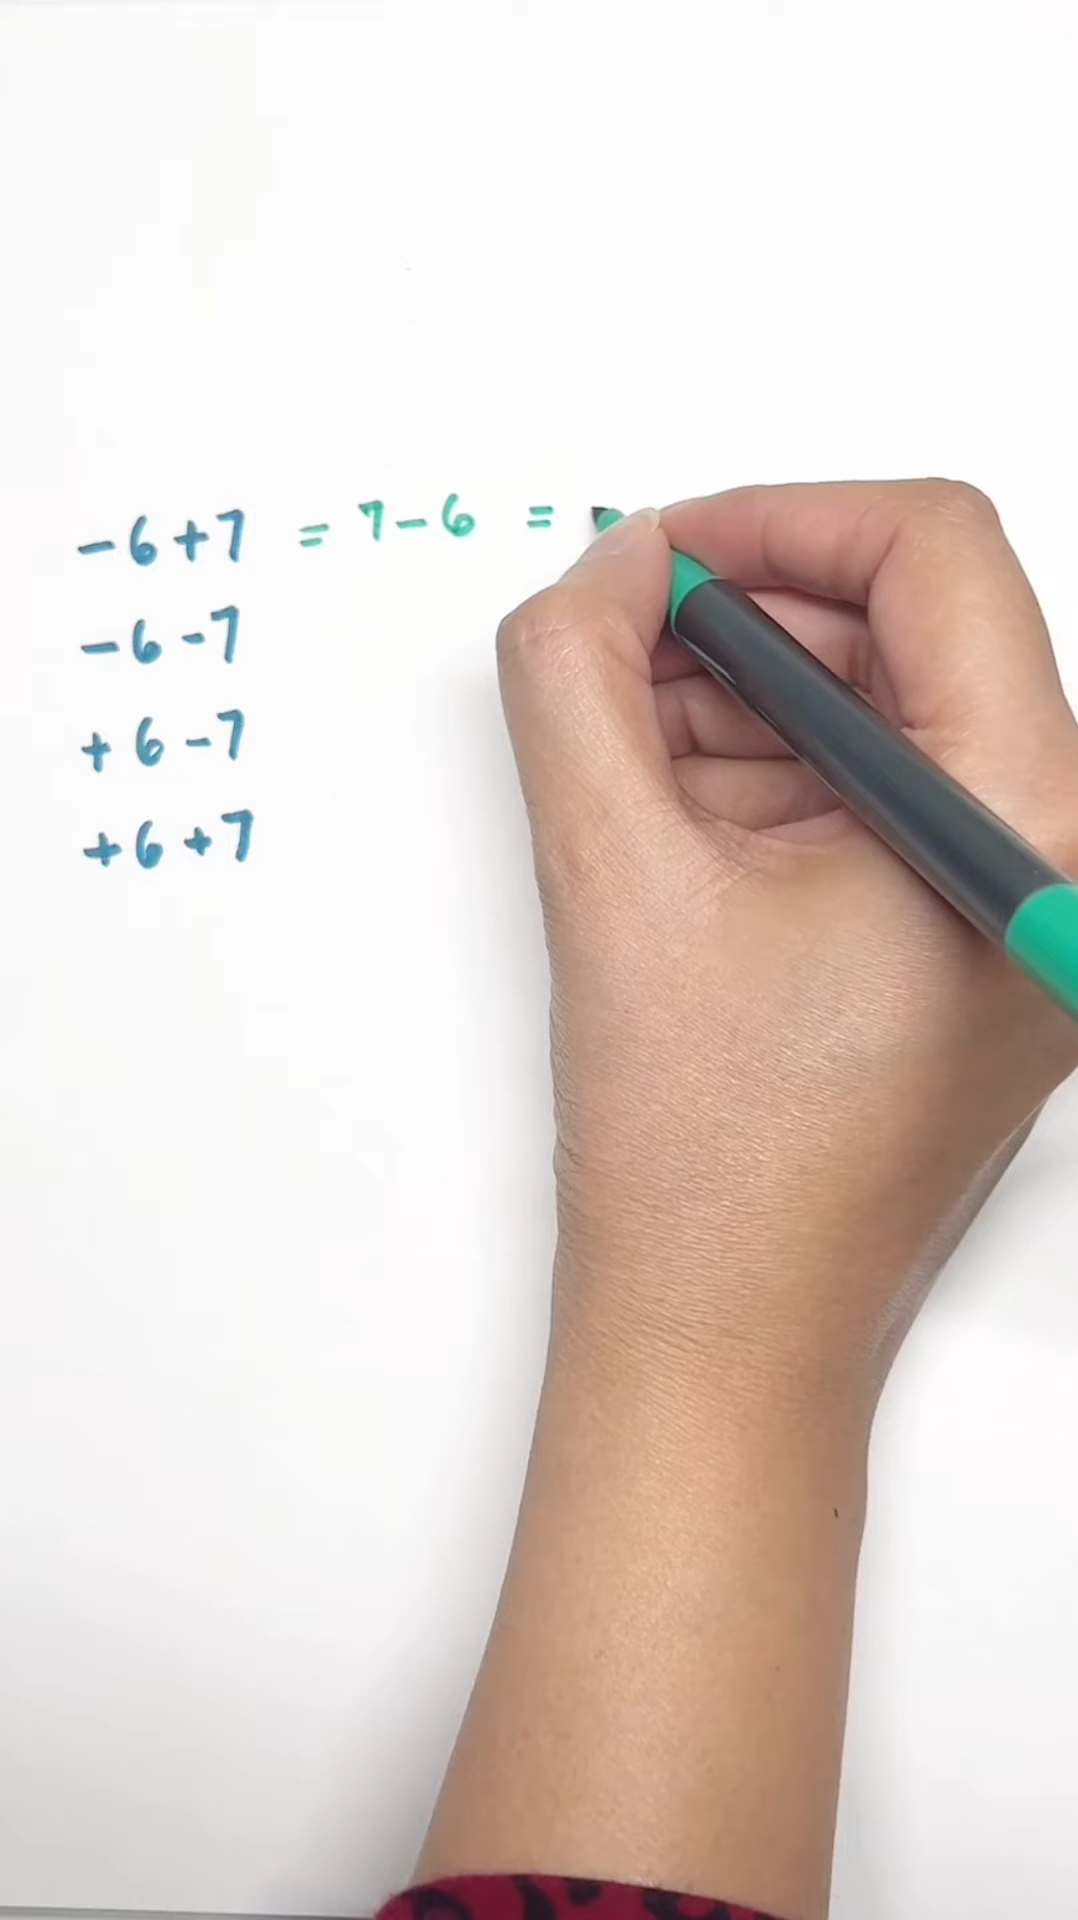 -6+7 = 7-6 =
-6-7
+6-7
+6+7